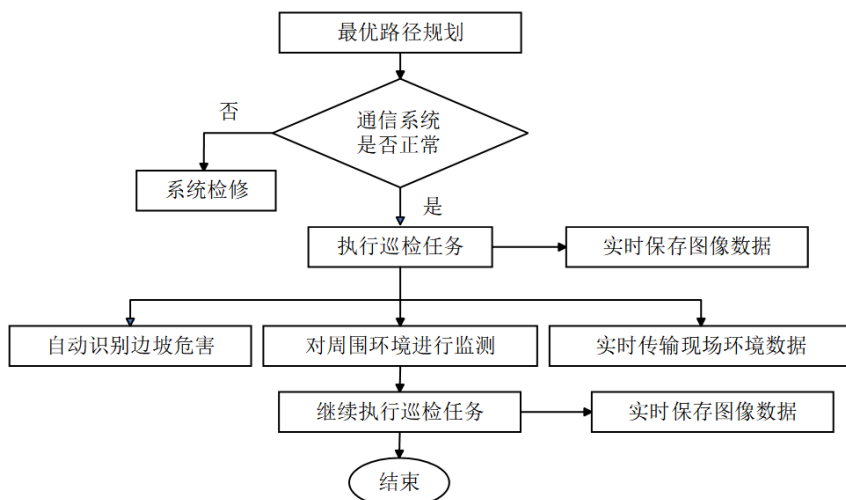 最优路径规划
通信系统
是否正常
否
系统检修
是
执行巡检任务
实时保存图像数据
自动识别边坡危害
对周围环境进行监测
实时传输现场环境数据
继续执行巡检任务
实时保存图像数据
结束